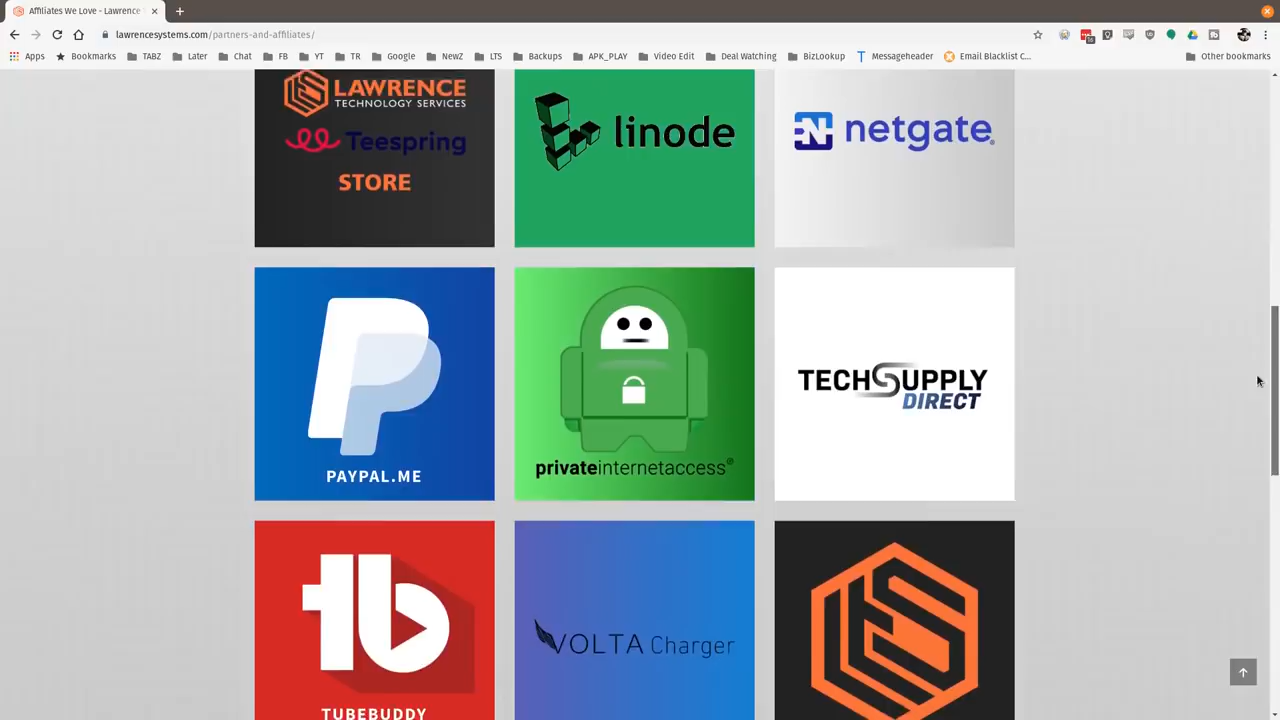 Affiliates We Love - Lawrence
lawrencesystems.com/partners-and-affiliates/
Apps
Bookmarks
TABZ
Later
Chat
FB
YT
TR
Google
NewZ
LTS
Backups
APK_PLAY
Video Edit
Deal Watching
BizLookup
Messageheader
Email Blacklist C...
Other bookmarks
LAWRENCE
TECHNOLOGY SERVICES
Teespring
STORE
linode
netgate®
PAYPAL.ME
privateinternetaccess®
TECHSUPPLY
DIRECT
tb
TUBEBUDDY
VOLTA Charger